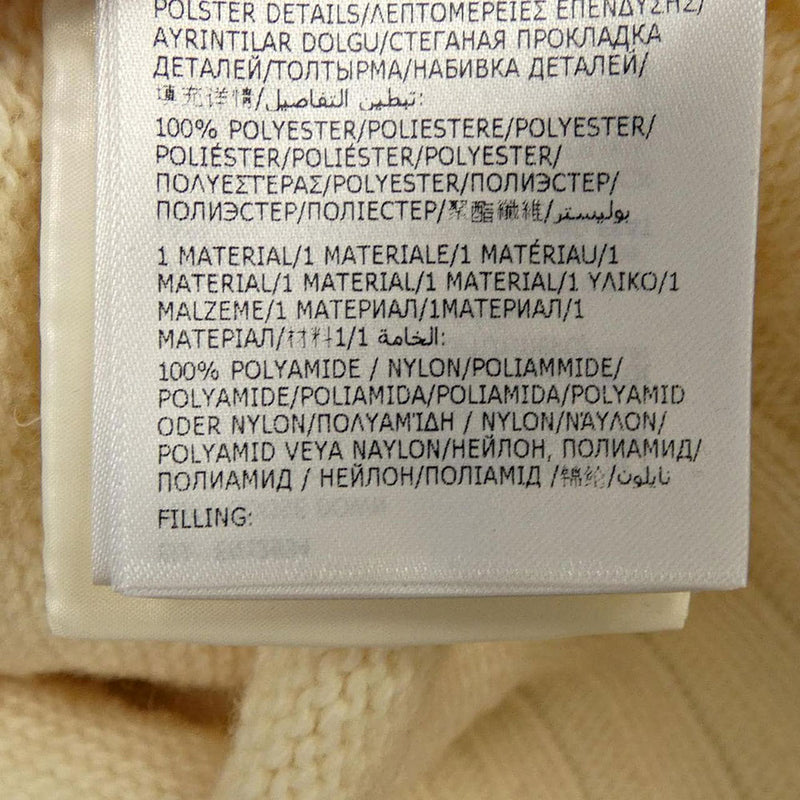 POLSTER DETAILS/ΛΕΠΤΟΜΕΡΕΙΕΣ ΕΠΕΝΔΥΣΗΣ/
AYRINTILAR DOLGU/СТЕГАНАЯ ПРОКЛАДКА
ДЕТАЛЕЙ/ТОЛТЫРМА/НАБИВКА ДЕТАЛЕЙ/
填充详情/تبطين التفاصيل:
100% POLYESTER/POLIESTERE/POLYESTER/
POLIÉSTER/POLIÉSTER/POLYESTER/
ΠΟΛΥΕΣΤΕΡΑΣ/POLYESTER/ПОЛИЭСТЕР/
ПОЛИЭСТЕР/ПОЛІЕСТЕР/聚酯纖維/بوليستر
1 MATERIAL/1 MATERIALE/1 MATÉRIAU/1
MATERIAL/1 MATERIAL/1 MATERIAL/1 ΥΛΙΚΟ/1
MALZEME/1 МАТЕРИАЛ/1МАТЕРИАЛ/1
МАТЕРІАЛ/材料1/1 الخامة:
100% POLYAMIDE / NYLON/POLIAMMIDE/
POLYAMIDE/POLIAMIDA/POLIAMIDA/POLYAMID
ODER NYLON/ΠΟΛΥΑΜΊΔΗ / NYLON/ΝΆΥΛΟΝ/
POLYAMID VEYA NAYLON/НЕЙЛОН, ПОЛИАМИД/
ПОЛИАМИД / НЕЙЛОН/ПОЛІАМІД /锦纶/نايلون
FILLING: